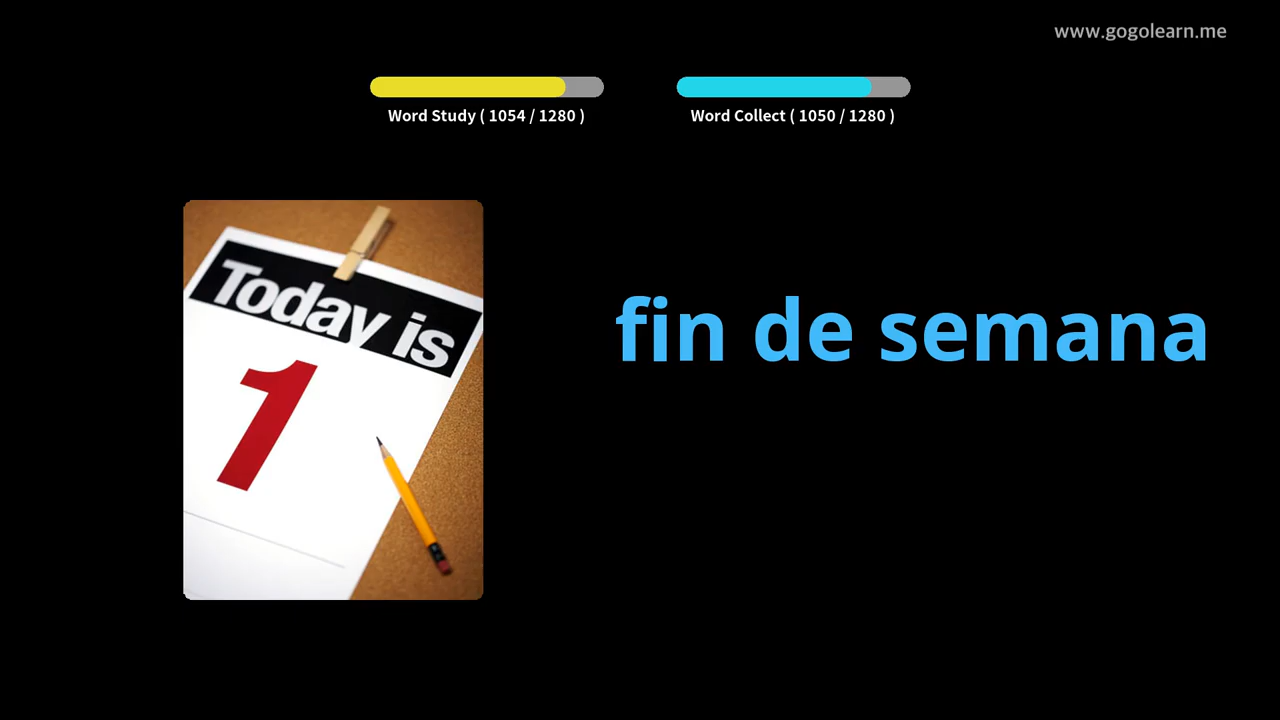 www.gogolearn.me
Word Study ( 1054 / 1280 )
Word Collect ( 1050 / 1280 )
Today is
1
fin de semana